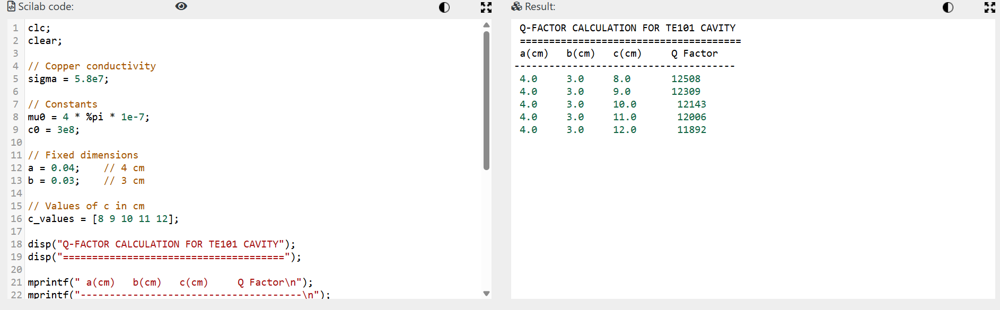 Scilab code:
1 clc;
2 clear;
3
4 // Copper conductivity
5 sigma = 5.8e7;
6
7 // Constants
8 mu0 = 4 * %pi * 1e-7;
9 c0 = 3e8;
10
11 // Fixed dimensions
12 a = 0.04;    // 4 cm
13 b = 0.03;    // 3 cm
14
15 // Values of c in cm
16 c_values = [8 9 10 11 12];
17
18 disp("Q-FACTOR CALCULATION FOR TE101 CAVITY");
19 disp("======================================");
20
21 mprintf(" a(cm)   b(cm)   c(cm)     Q Factor\n");
22 mprintf("--------------------------------------\n");
Result:
Q-FACTOR CALCULATION FOR TE101 CAVITY
======================================
a(cm)   b(cm)   c(cm)     Q Factor
--------------------------------------
4.0     3.0     8.0       12508
4.0     3.0     9.0       12309
4.0     3.0     10.0       12143
4.0     3.0     11.0       12006
4.0     3.0     12.0       11892